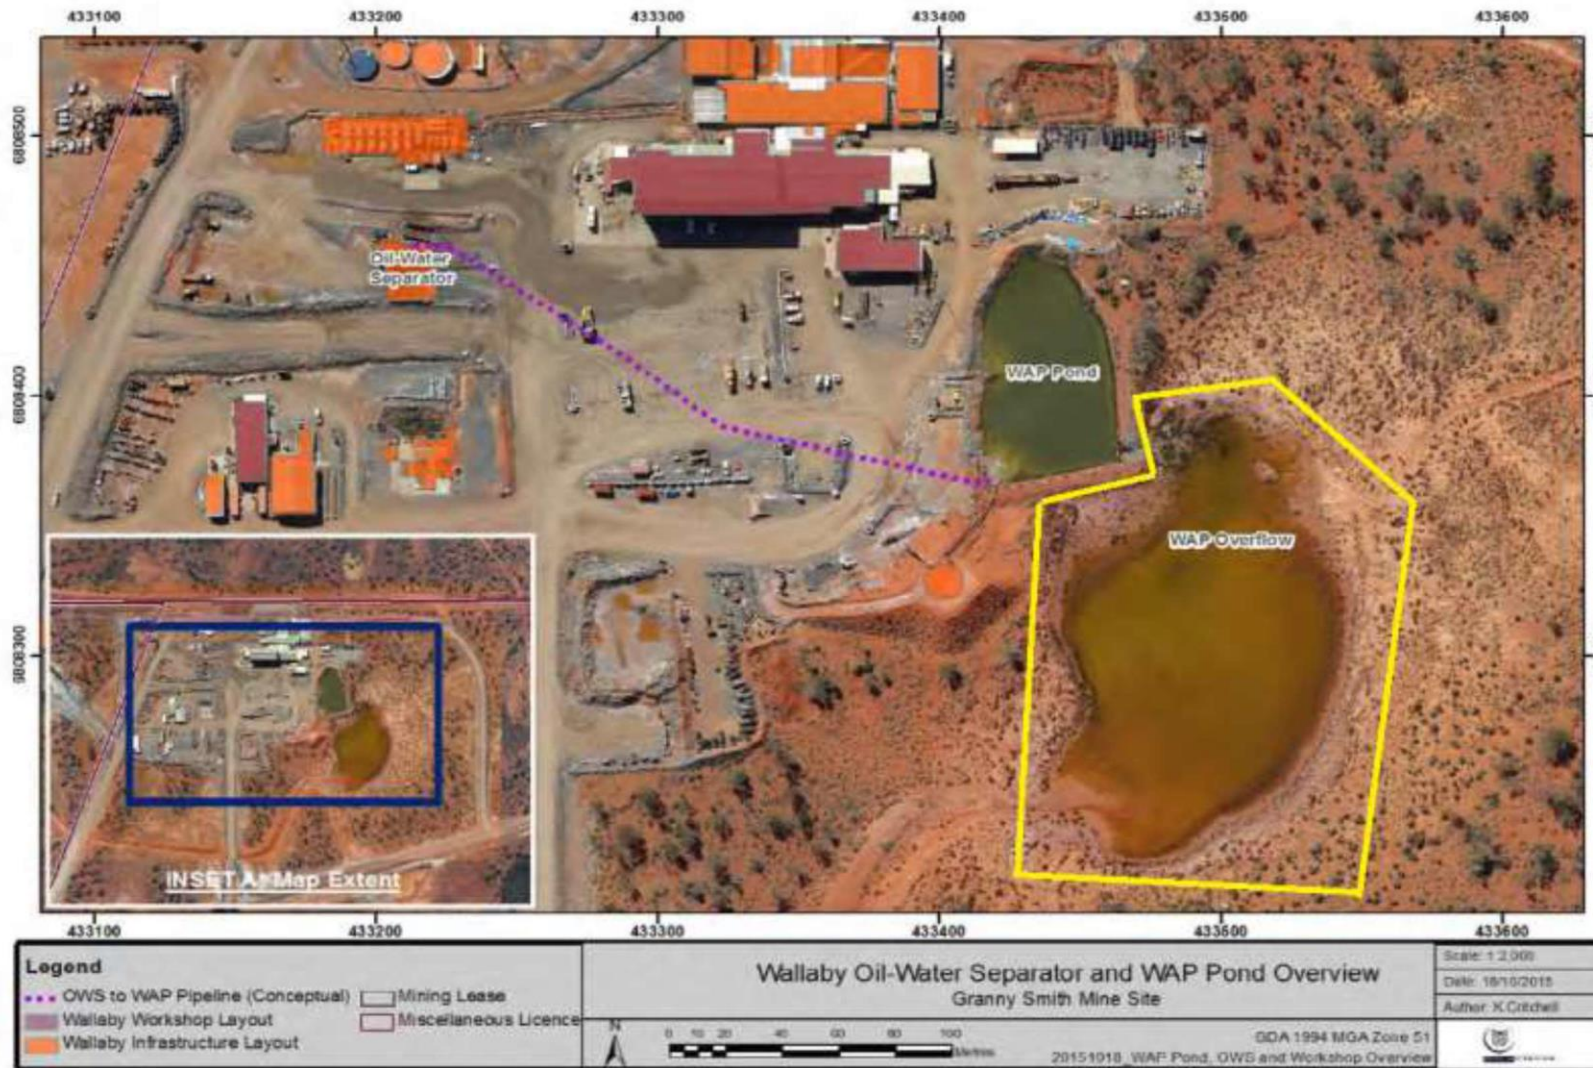 433100 433200 433300 433400 433500 433600
6808500
6808400
6808300
Oil-Water
Separator
WAP Pond
WAP Overflow
INSET A: Map Extent
433100 433200 433300 433400 433500 433600
Legend
OWS to WAP Pipeline (Conceptual)
Mining Lease
Wallaby Workshop Layout
Miscellaneous Licence
Wallaby Infrastructure Layout
Wallaby Oil-Water Separator and WAP Pond Overview
Granny Smith Mine Site
N
0 10 20 40 60 80 100
Metres
GDA 1994 MGA Zone 51
20151018_WAP Pond, OWS and Workshop Overview
Scale: 1:2,000
Date: 18/10/2015
Author: K.Critchell